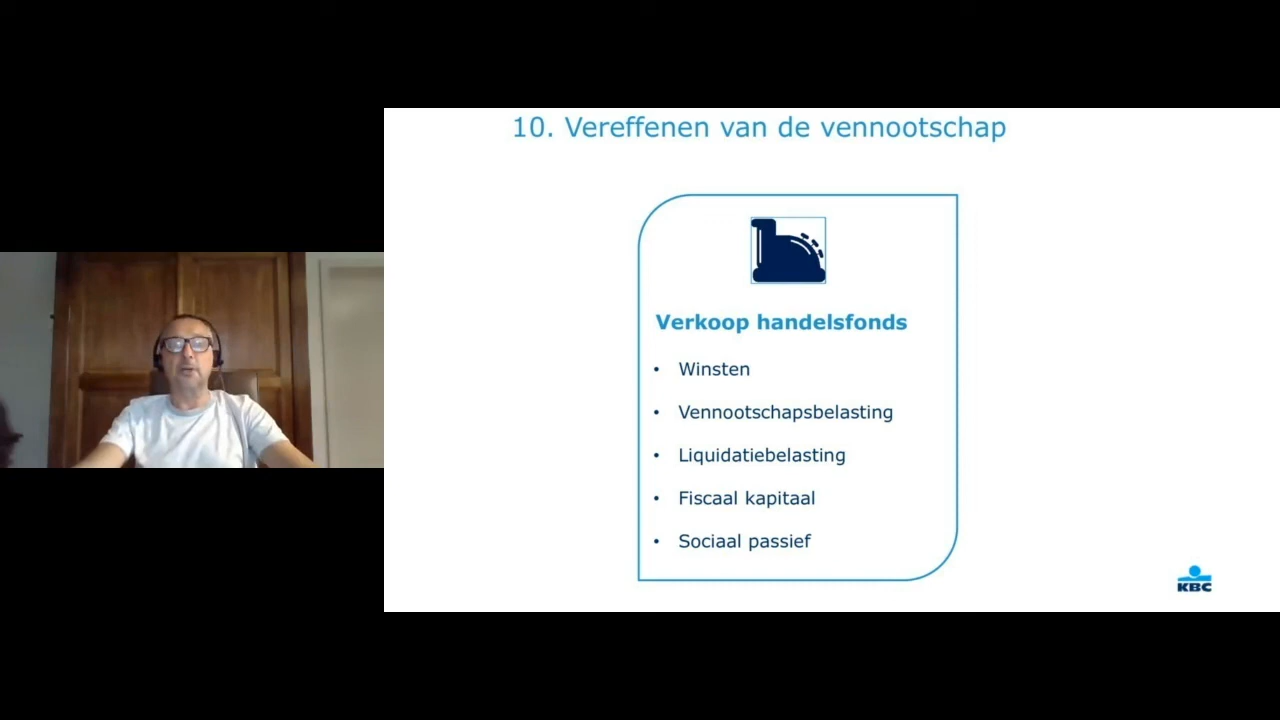 10. Vereffenen van de vennootschap
Verkoop handelsfonds
• Winsten
• Vennootschapsbelasting
• Liquidatiebelasting
• Fiscaal kapitaal
• Sociaal passief
KBC